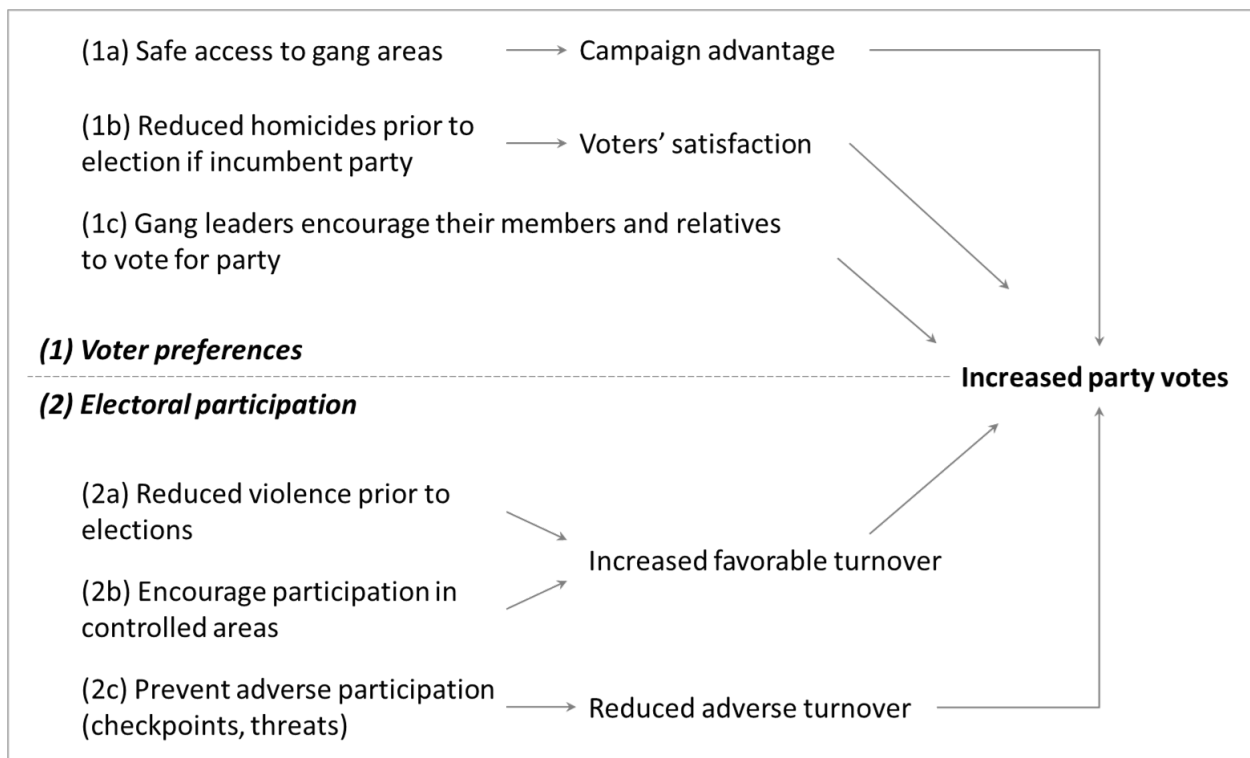 (1a) Safe access to gang areas
Campaign advantage
(1b) Reduced homicides prior to
election if incumbent party
Voters’ satisfaction
(1c) Gang leaders encourage their members and relatives
to vote for party
(1) Voter preferences
Increased party votes
(2) Electoral participation
(2a) Reduced violence prior to
elections
Increased favorable turnover
(2b) Encourage participation in
controlled areas
(2c) Prevent adverse participation
(checkpoints, threats)
Reduced adverse turnover